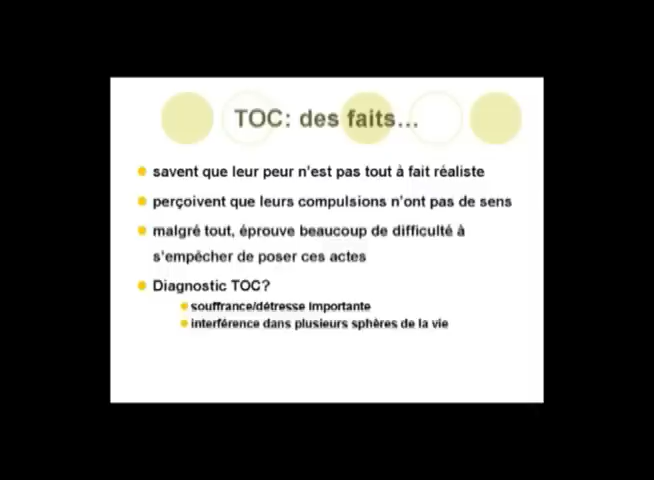 TOC: des faits...
savent que leur peur n'est pas tout à fait réaliste
perçoivent que leurs compulsions n'ont pas de sens
malgré tout, éprouve beaucoup de difficulté à
s'empêcher de poser ces actes
Diagnostic TOC?
souffrance/détresse importante
interférence dans plusieurs sphères de la vie